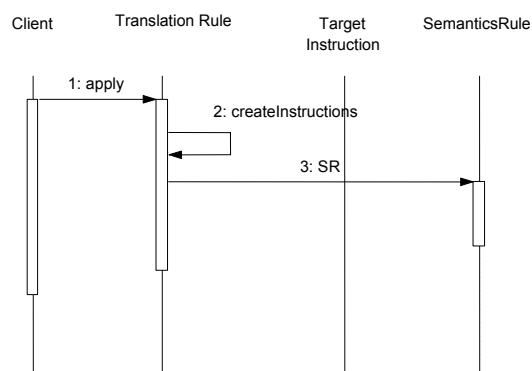 Client
Translation Rule
Target
Instruction
SemanticsRule
1: apply
2: createInstructions
3: SR